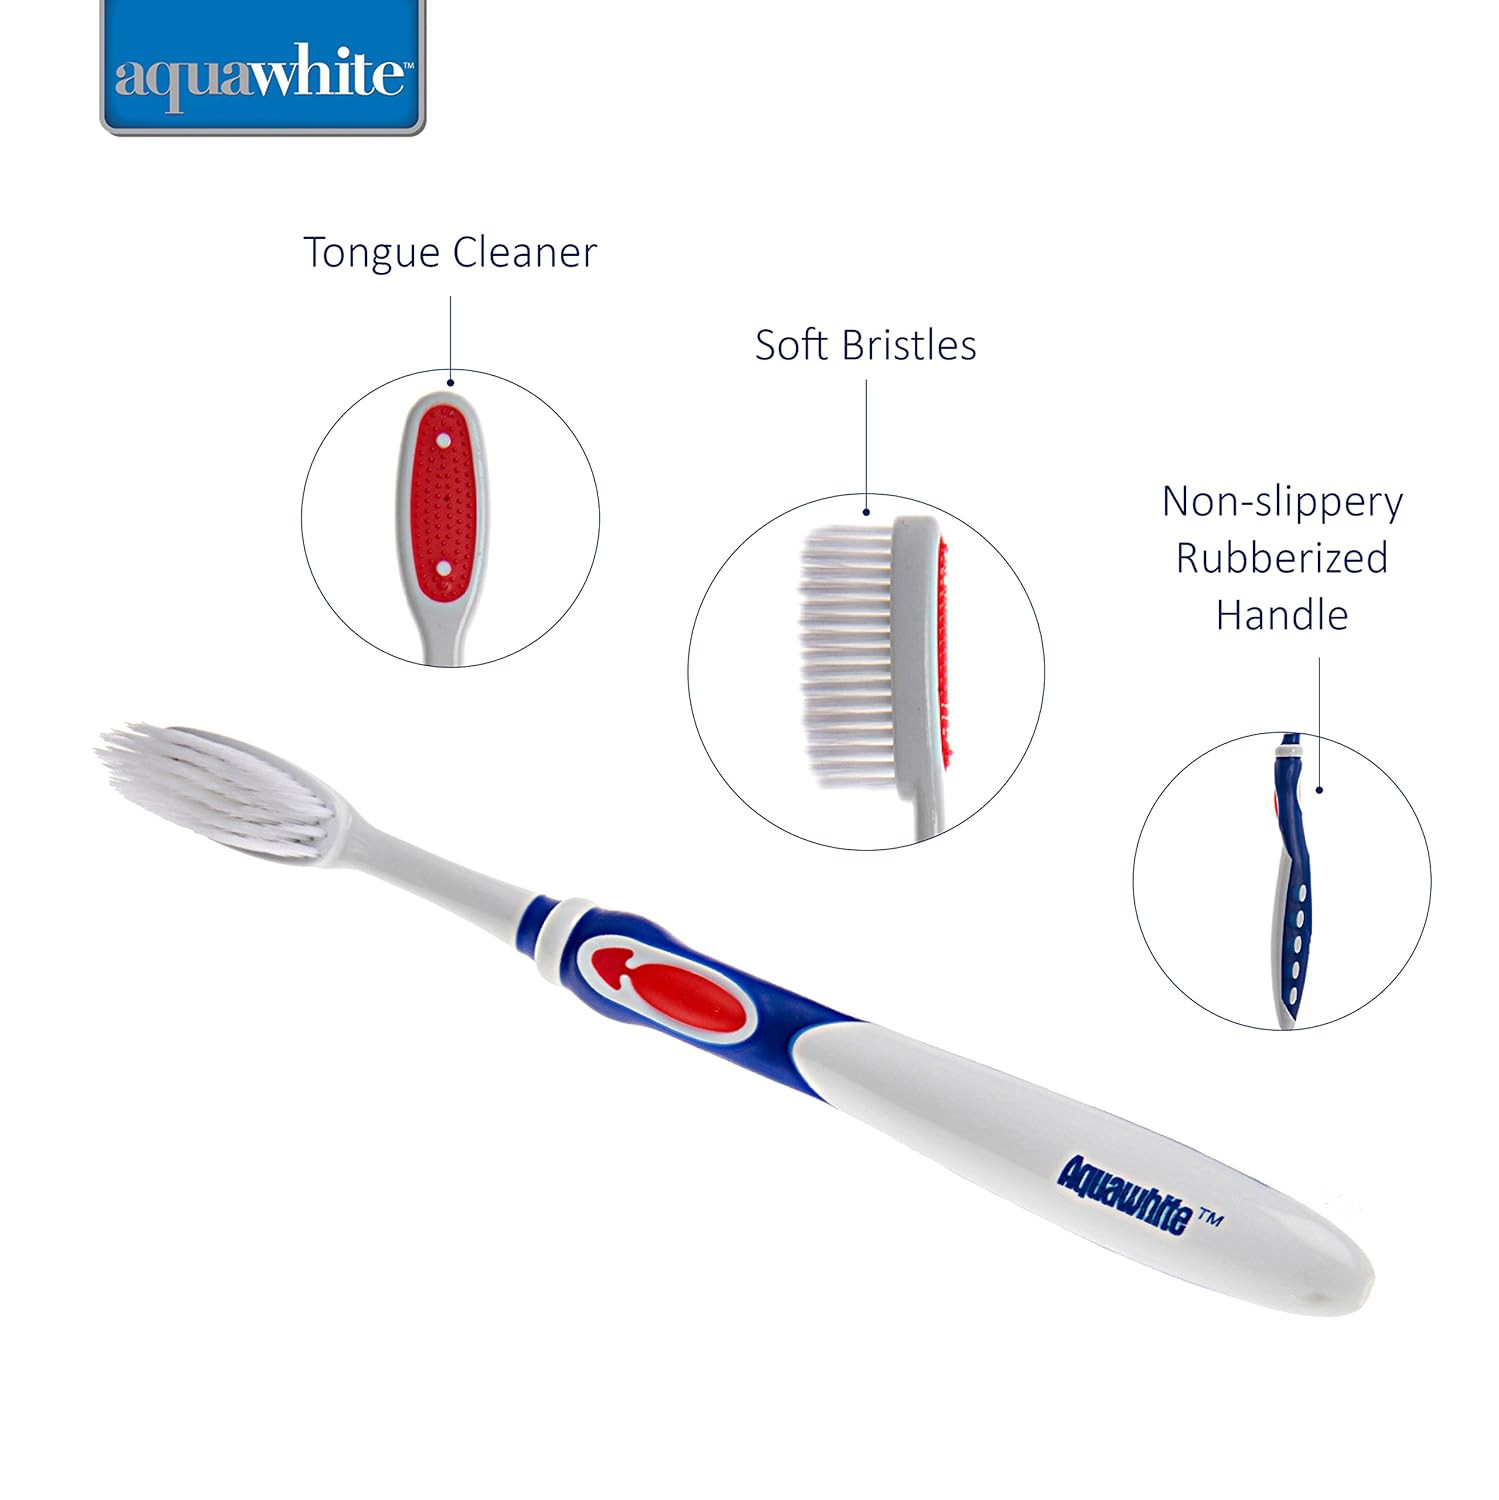 aquawhite™
Tongue Cleaner
Soft Bristles
Non-slippery
Rubberized
Handle
Aquawhite™